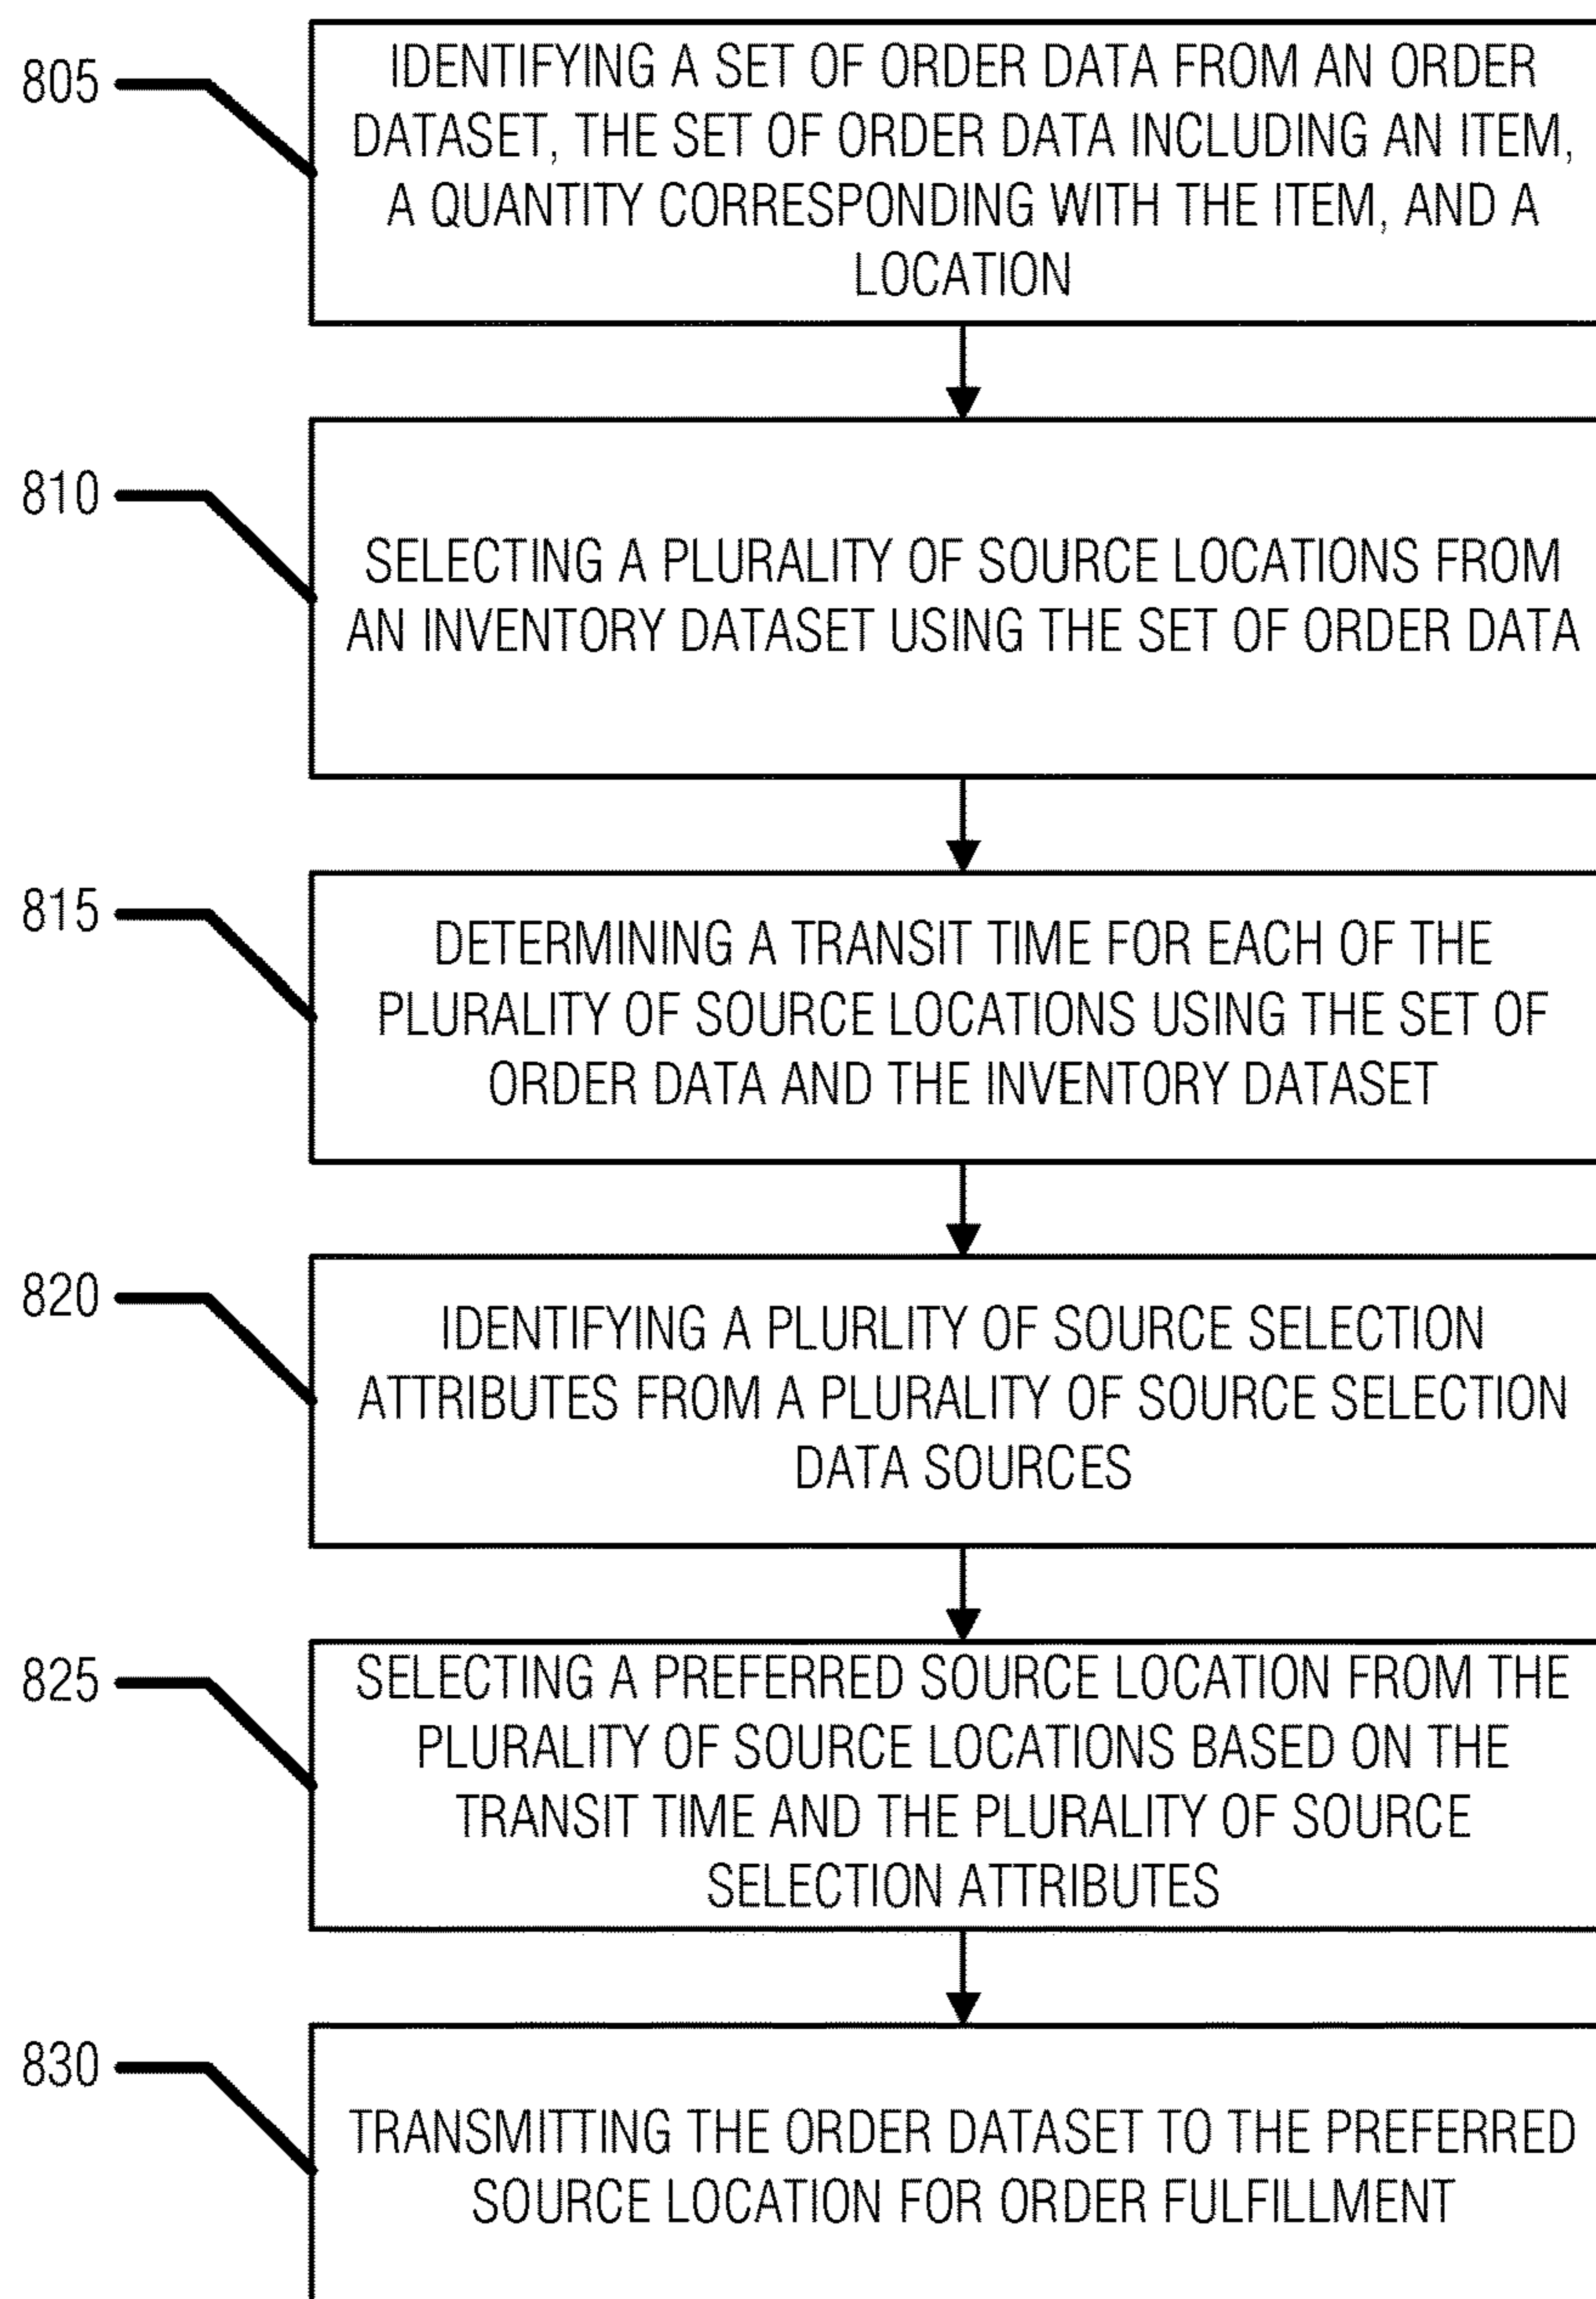 805
IDENTIFYING A SET OF ORDER DATA FROM AN ORDER
DATASET, THE SET OF ORDER DATA INCLUDING AN ITEM,
A QUANTITY CORRESPONDING WITH THE ITEM, AND A
LOCATION
810
SELECTING A PLURALITY OF SOURCE LOCATIONS FROM
AN INVENTORY DATASET USING THE SET OF ORDER DATA
815
DETERMINING A TRANSIT TIME FOR EACH OF THE
PLURALITY OF SOURCE LOCATIONS USING THE SET OF
ORDER DATA AND THE INVENTORY DATASET
820
IDENTIFYING A PLURLITY OF SOURCE SELECTION
ATTRIBUTES FROM A PLURALITY OF SOURCE SELECTION
DATA SOURCES
825
SELECTING A PREFERRED SOURCE LOCATION FROM THE
PLURALITY OF SOURCE LOCATIONS BASED ON THE
TRANSIT TIME AND THE PLURALITY OF SOURCE
SELECTION ATTRIBUTES
830
TRANSMITTING THE ORDER DATASET TO THE PREFERRED
SOURCE LOCATION FOR ORDER FULFILLMENT